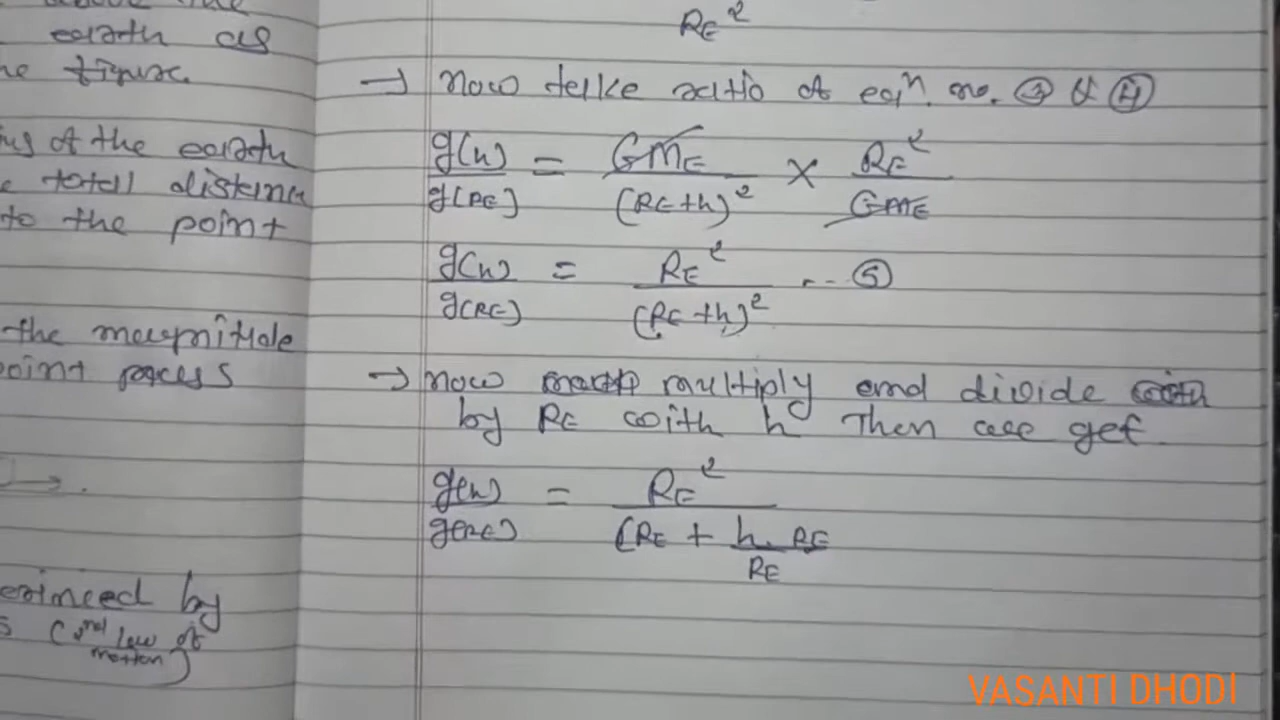 earth as
the figure.
of the earth
total distance
to the point
the magnitude
point process
by
(2nd law of
motion)
RE²
→ now take ratio of eqⁿ. no. ③ & ④
g(h) / g(RE) = GME / (RE+h)² × RE² / GME
g(h) / g(RE) = RE² / (RE+h)² ... ⑤
→ now multiply and divide
by RE with h Then we get
g(h) / g(RE) = RE² / (RE + h. RE / RE
VASANTI DHODI